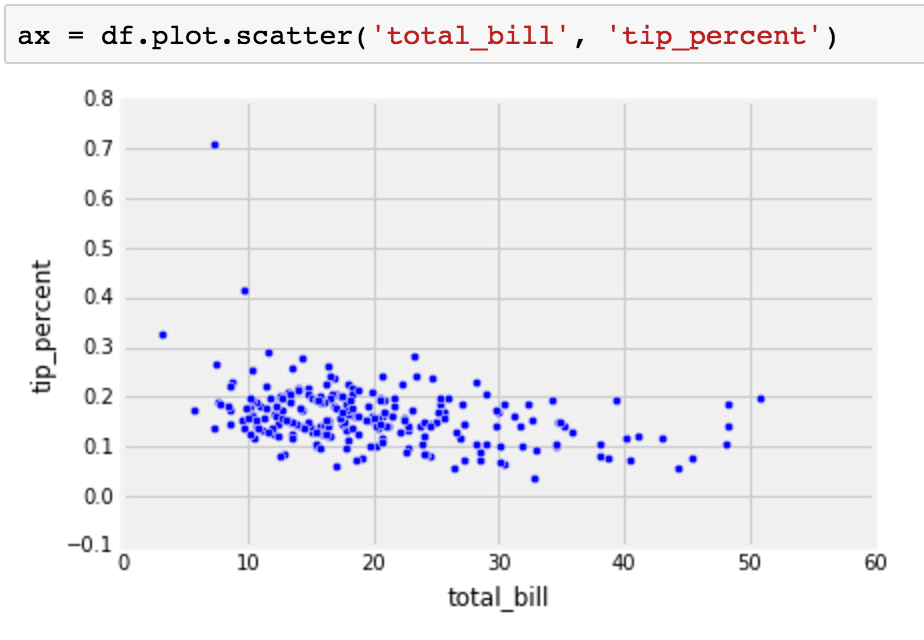 ax = df.plot.scatter('total_bill', 'tip_percent')
0.8
0.7
0.6
0.5
0.4
0.3
0.2
0.1
0.0
−0.1
tip_percent
0 10 20 30 40 50 60
total_bill